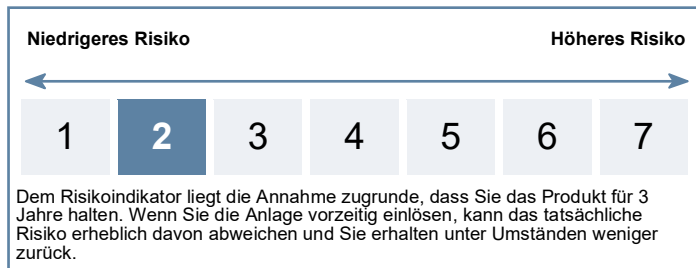 Niedrigeres Risiko Höheres Risiko
1 2 3 4 5 6 7
Dem Risikoindikator liegt die Annahme zugrunde, dass Sie das Produkt für 3
Jahre halten. Wenn Sie die Anlage vorzeitig einlösen, kann das tatsächliche
Risiko erheblich davon abweichen und Sie erhalten unter Umständen weniger
zurück.